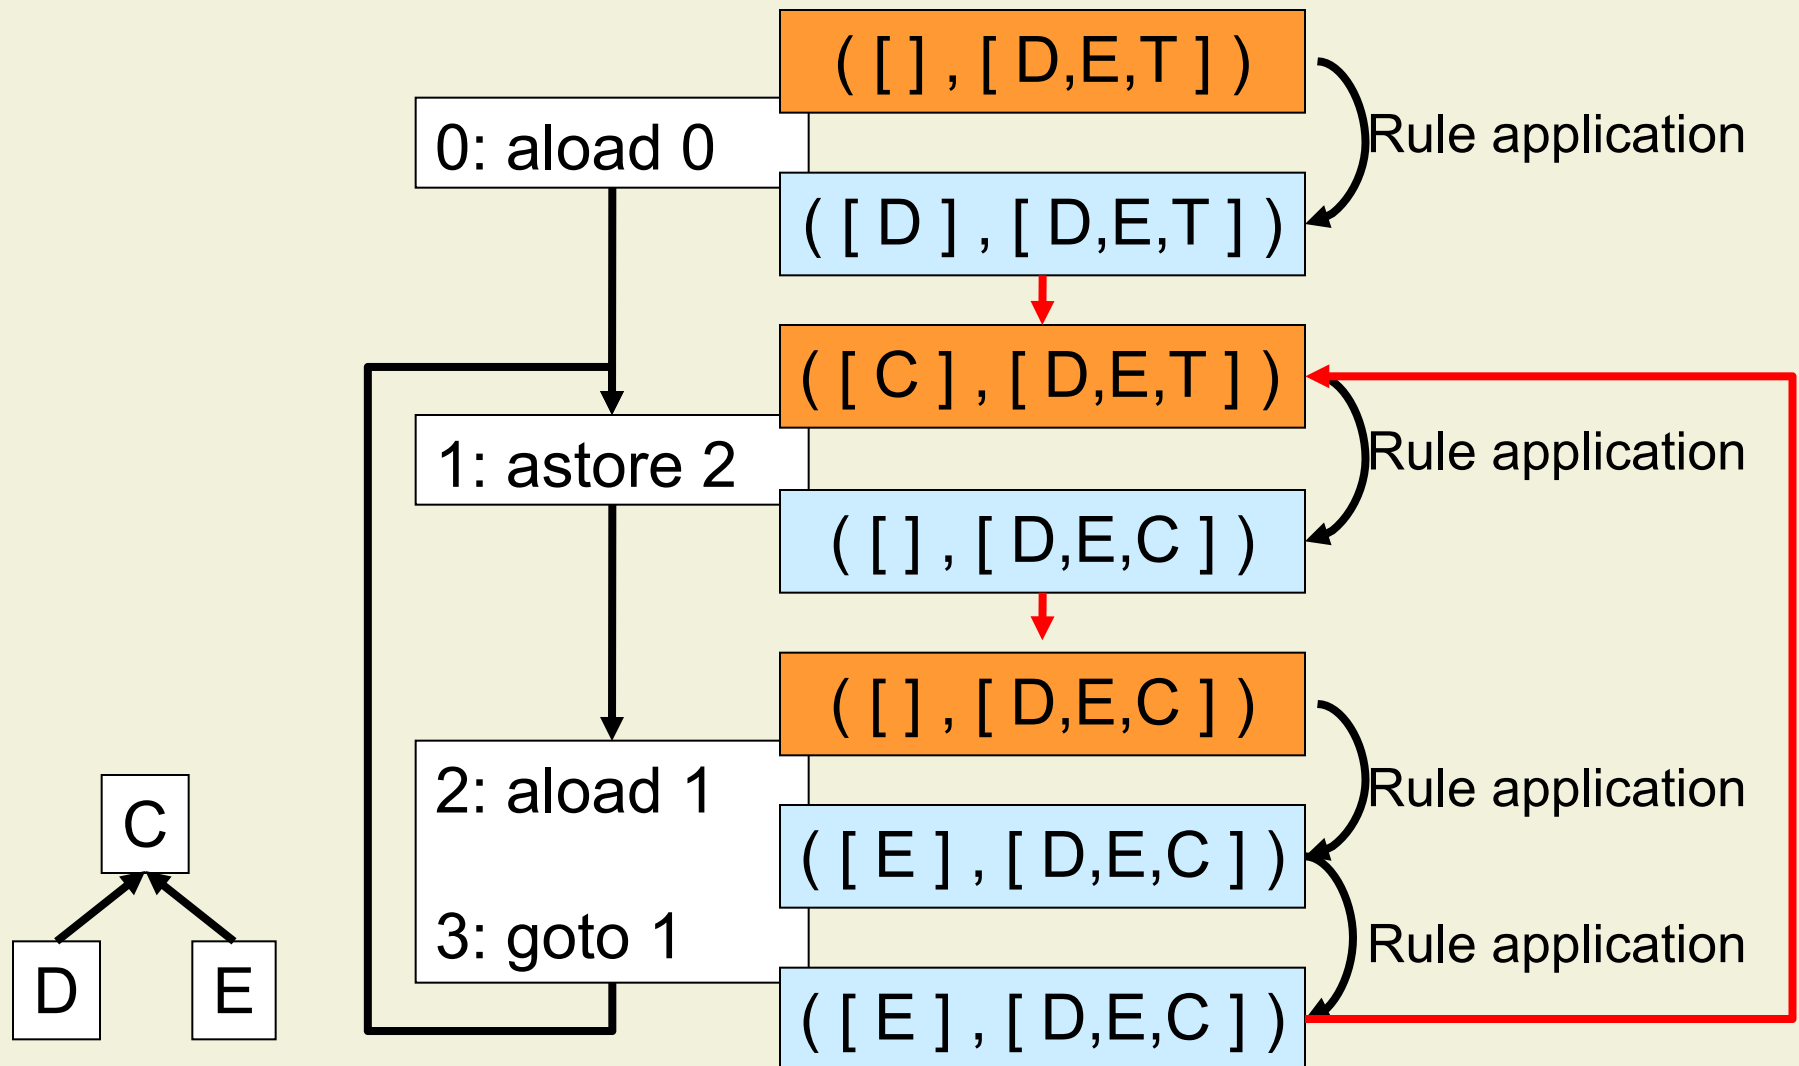 ( [ ] , [ D,E,T ] )
0: aload 0
Rule application
( [ D ] , [ D,E,T ] )
( [ C ] , [ D,E,T ] )
1: astore 2
Rule application
( [ ] , [ D,E,C ] )
( [ ] , [ D,E,C ] )
2: aload 1
Rule application
( [ E ] , [ D,E,C ] )
3: goto 1
Rule application
( [ E ] , [ D,E,C ] )
C
D
E